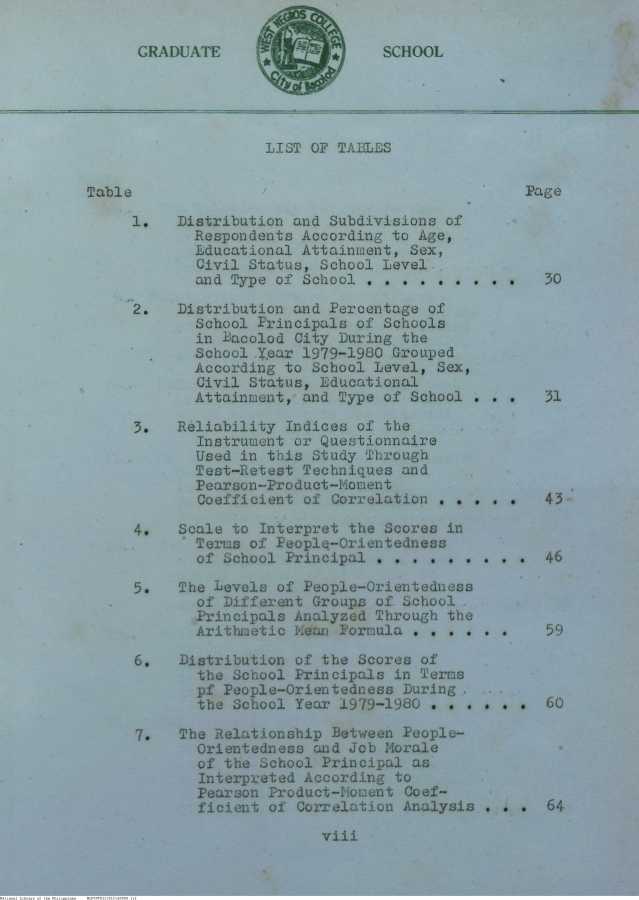 GRADUATE SCHOOL
WEST NEGROS COLLEGE
City of Bacolod
LIST OF TABLES
Table Page
1. Distribution and Subdivisions of
Respondents According to Age,
Educational Attainment, Sex,
Civil Status, School Level
and Type of School . . . . . . . . . 30
2. Distribution and Percentage of
School Principals of Schools
in Bacolod City During the
School Year 1979-1980 Grouped
According to School Level, Sex,
Civil Status, Educational
Attainment, and Type of School . . . 31
3. Reliability Indices of the
Instrument or Questionnaire
Used in this Study Through
Test-Retest Techniques and
Pearson-Product-Moment
Coefficient of Correlation . . . . . 43
4. Scale to Interpret the Scores in
Terms of People-Orientedness
of School Principal . . . . . . . . . 46
5. The Levels of People-Orientedness
of Different Groups of School
Principals Analyzed Through the
Arithmetic Mean Formula . . . . . . 59
6. Distribution of the Scores of
the School Principals in Terms
pf People-Orientedness During
the School Year 1979-1980 . . . . . . 60
7. The Relationship Between People-
Orientedness and Job Morale
of the School Principal as
Interpreted According to
Pearson Product-Moment Coef-
ficient of Correlation Analysis . . . 64
viii
National Library of the Philippines